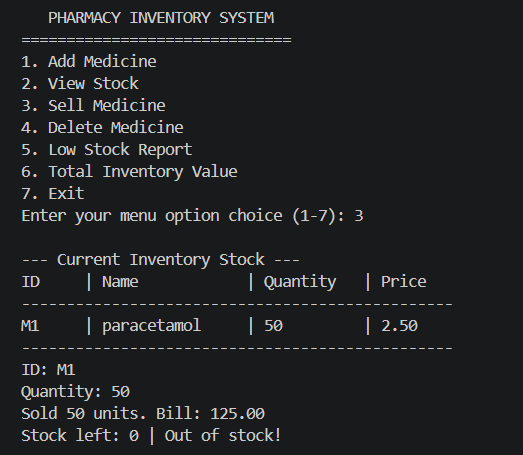 PHARMACY INVENTORY SYSTEM
==============================
1. Add Medicine
2. View Stock
3. Sell Medicine
4. Delete Medicine
5. Low Stock Report
6. Total Inventory Value
7. Exit
Enter your menu option choice (1-7): 3
--- Current Inventory Stock ---
ID     | Name            | Quantity   | Price
------------------------------------------------
M1     | paracetamol     | 50         | 2.50
------------------------------------------------
ID: M1
Quantity: 50
Sold 50 units. Bill: 125.00
Stock left: 0 | Out of stock!